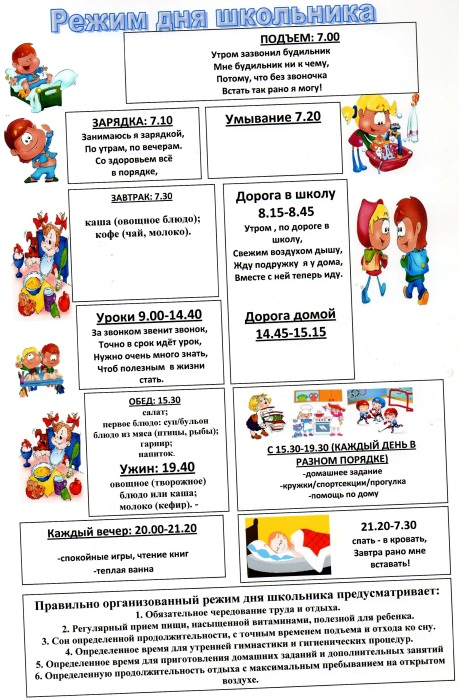 Режим дня школьника
ПОДЪЕМ: 7.00
Утром зазвонил будильник
Мне будильник ни к чему,
Потому, что без звоночка
Встать так рано я могу!
ЗАРЯДКА: 7.10
Занимаюсь я зарядкой,
По утрам, по вечерам.
Со здоровьем всё
в порядке,
Умывание 7.20
ЗАВТРАК: 7.30
каша (овощное блюдо);
кофе (чай, молоко).
Дорога в школу
8.15-8.45
Утром , по дороге в
школу,
Свежим воздухом дышу,
Жду подружку я у дома,
Вместе с ней теперь иду.
Дорога домой
14.45-15.15
Уроки 9.00-14.40
За звонком звенит звонок,
Точно в срок идёт урок,
Нужно очень много знать,
Чтоб полезным в жизни
стать.
ОБЕД: 15.30
салат;
первое блюдо: суп/бульон
блюдо из мяса (птицы, рыбы);
гарнир;
напиток.
Ужин: 19.40
овощное (творожное)
блюдо или каша;
молоко (кефир). -
С 15.30-19.30 (КАЖДЫЙ ДЕНЬ В
РАЗНОМ ПОРЯДКЕ)
-домашнее задание
-кружки/спортсекции/прогулка
-помощь по дому
Каждый вечер: 20.00-21.20
-спокойные игры, чтение книг
-теплая ванна
21.20-7.30
спать - в кровать,
Завтра рано мне
вставать!
Правильно организованный режим дня школьника предусматривает:
1. Обязательное чередование труда и отдыха.
2. Регулярный прием пищи, насыщенной витаминами, полезной для ребенка.
3. Сон определенной продолжительности, с точным временем подъема и отхода ко сну.
4. Определенное время для утренней гимнастики и гигиенических процедур.
5. Определенное время для приготовления домашних заданий и дополнительных занятий
6. Определенную продолжительность отдыха с максимальным пребыванием на открытом
воздухе.